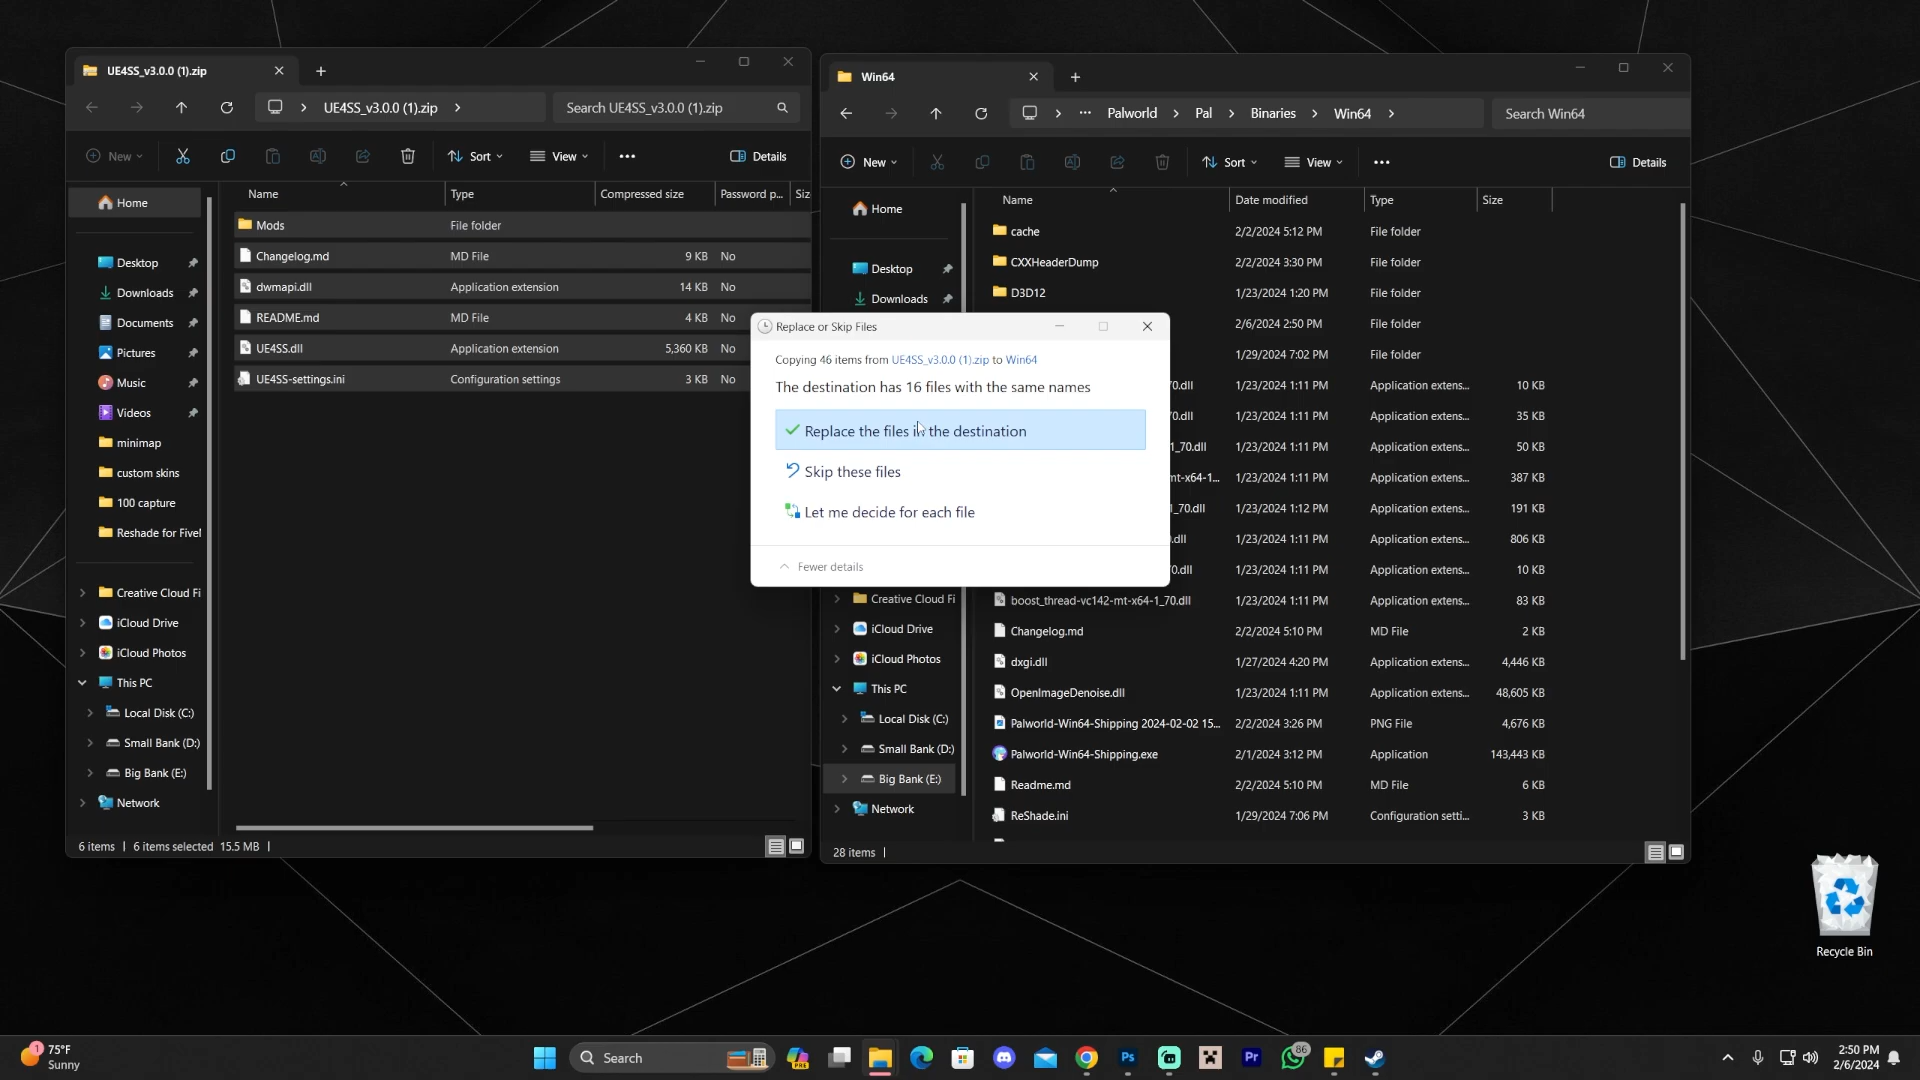 UE4SS_v3.0.0 (1).zip
UE4SS_v3.0.0 (1).zip
Search UE4SS_v3.0.0 (1).zip
New
Sort
View
Details
Name
Type
Compressed size
Password p...
Siz
Home
Desktop
Downloads
Documents
Pictures
Music
Videos
minimap
custom skins
100 capture
Reshade for Five
Creative Cloud Fi
iCloud Drive
iCloud Photos
This PC
Local Disk (C:)
Small Bank (D:)
Big Bank (E:)
Network
Mods File folder
Changelog.md MD File 9 KB No
dwmapi.dll Application extension 14 KB No
README.md MD File 4 KB No
UE4SS.dll Application extension 5,360 KB No
UE4SS-settings.ini Configuration settings 3 KB No
6 items 6 items selected 15.5 MB
Win64
Palworld Pal Binaries Win64
Search Win64
New
Sort
View
Details
Name
Date modified
Type
Size
Home
Desktop
Downloads
Creative Cloud Fi
iCloud Drive
iCloud Photos
This PC
Local Disk (C:)
Small Bank (D:)
Big Bank (E:)
Network
cache 2/2/2024 5:12 PM File folder
CXXHeaderDump 2/2/2024 3:30 PM File folder
D3D12 1/23/2024 1:20 PM File folder
2/6/2024 2:50 PM File folder
1/29/2024 7:02 PM File folder
70.dll 1/23/2024 1:11 PM Application extens... 10 KB
70.dll 1/23/2024 1:11 PM Application extens... 35 KB
1_70.dll 1/23/2024 1:11 PM Application extens... 50 KB
mt-x64-1... 1/23/2024 1:11 PM Application extens... 387 KB
1_70.dll 1/23/2024 1:12 PM Application extens... 191 KB
.dll 1/23/2024 1:11 PM Application extens... 806 KB
70.dll 1/23/2024 1:11 PM Application extens... 10 KB
boost_thread-vc142-mt-x64-1_70.dll 1/23/2024 1:11 PM Application extens... 83 KB
Changelog.md 2/2/2024 5:10 PM MD File 2 KB
dxgi.dll 1/27/2024 4:20 PM Application extens... 4,446 KB
OpenImageDenoise.dll 1/23/2024 1:11 PM Application extens... 48,605 KB
Palworld-Win64-Shipping 2024-02-02 15... 2/2/2024 3:26 PM PNG File 4,676 KB
Palworld-Win64-Shipping.exe 2/1/2024 3:12 PM Application 143,443 KB
Readme.md 2/2/2024 5:10 PM MD File 6 KB
ReShade.ini 1/29/2024 7:06 PM Configuration setti... 3 KB
28 items
Replace or Skip Files
Copying 46 items from UE4SS_v3.0.0 (1).zip to Win64
The destination has 16 files with the same names
Replace the files in the destination
Skip these files
Let me decide for each file
Fewer details
Recycle Bin
1
75°F
Sunny
Search
PRE
Ps
Pr
86
2:50 PM
2/6/2024